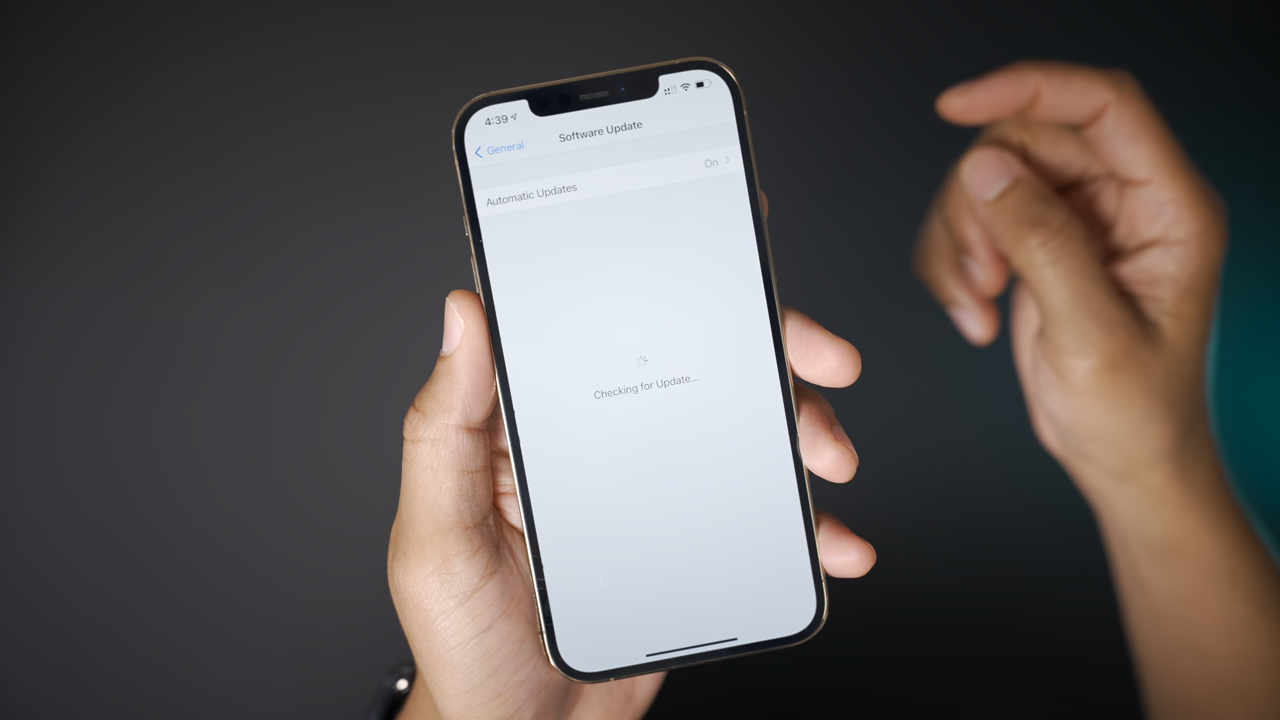 4:39
General
Software Update
Automatic Updates
On
Checking for Update...